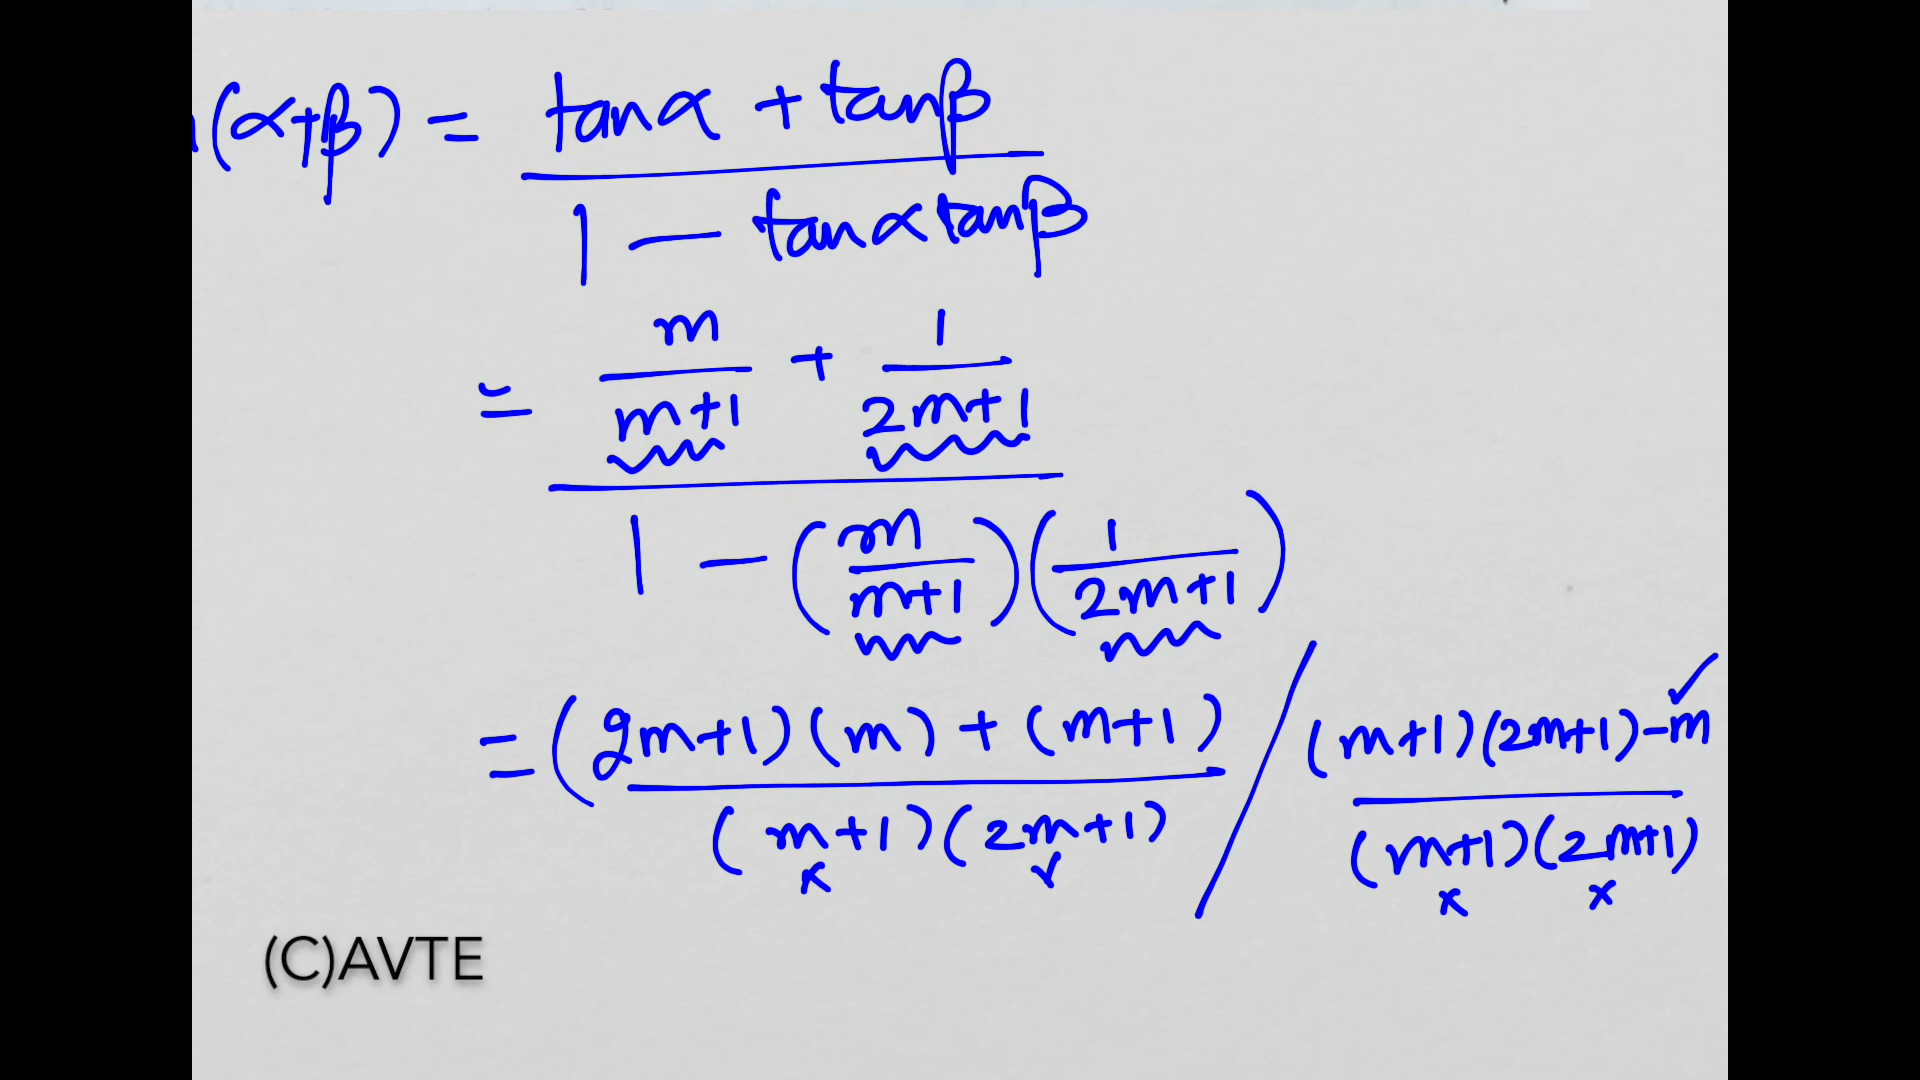 (α+β) = tanα + tanβ
1 - tanα tanβ
= m/m+1 + 1/2m+1
1 - (m/m+1)(1/2m+1)
= (2m+1)(m) + (m+1) / (m+1)(2m+1)-m
(m+1)(2m+1) (m+1)(2m+1)
(C)AVTE